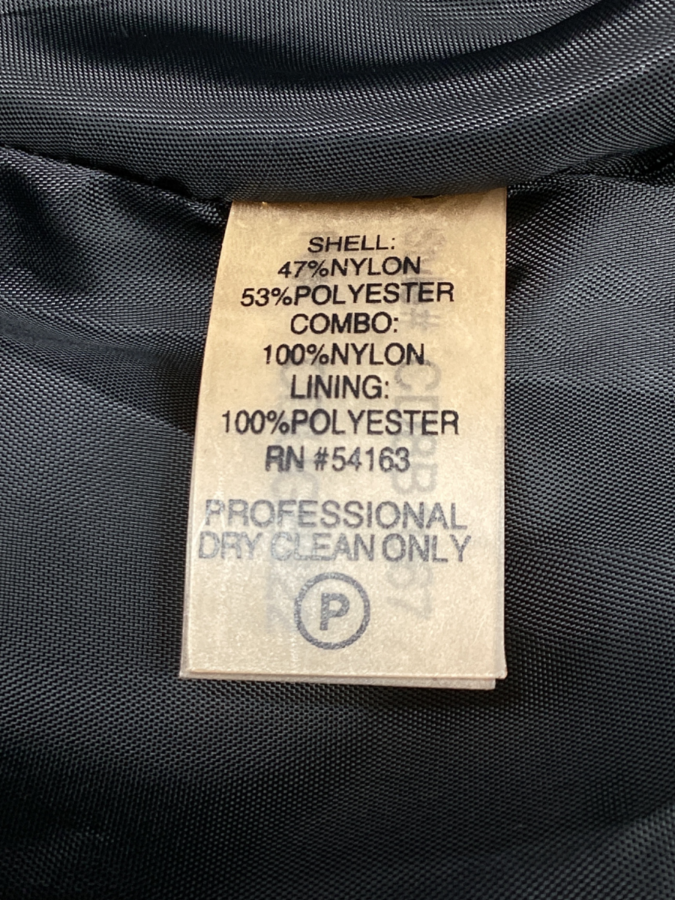 SHELL:
47%NYLON
53%POLYESTER
COMBO:
100%NYLON
LINING:
100%POLYESTER
RN #54163
PROFESSIONAL
DRY CLEAN ONLY
P